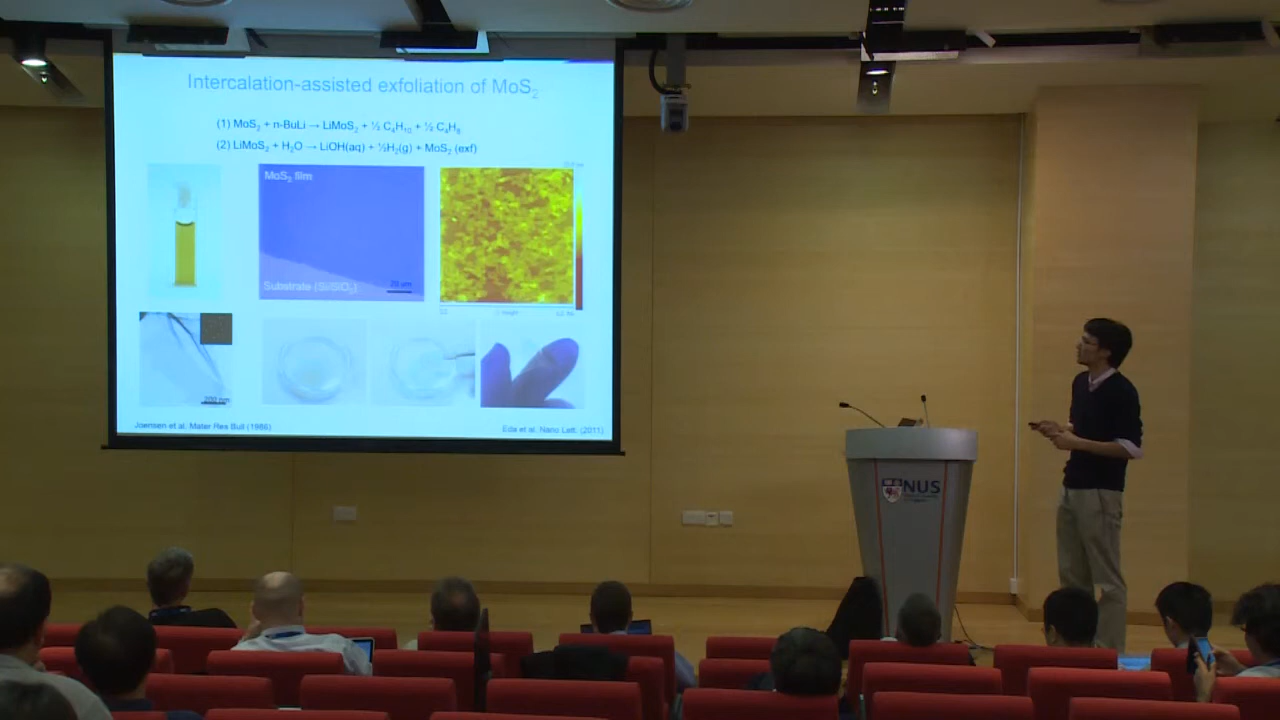 Intercalation-assisted exfoliation of MoS₂
(1) MoS₂ + n-BuLi → LiMoS₂ + ½ C₄H₁₀ + ½ C₄H₈
(2) LiMoS₂ + H₂O → LiOH(aq) + ½H₂(g) + MoS₂ (exf)
MoS₂ film
Substrate (Si/SiO₂)
Height
Joensen et al. Mater Res Bull (1986)
Eda et al. Nano Lett. (2011)
NUS